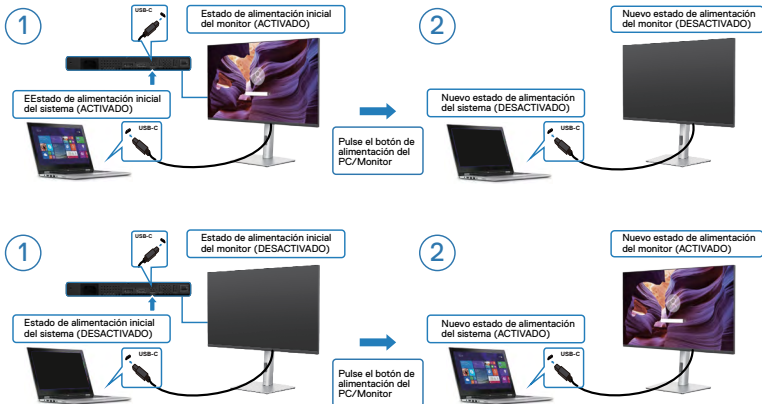 1
USB-C
Estado de alimentación inicial
del monitor (ACTIVADO)
EEstado de alimentación inicial
del sistema (ACTIVADO)
USB-C
Pulse el botón de
alimentación del
PC/Monitor
2
Nuevo estado de alimentación
del monitor (DESACTIVADO)
Nuevo estado de alimentación
del sistema (DESACTIVADO)
USB-C
1
USB-C
Estado de alimentación inicial
del monitor (DESACTIVADO)
Estado de alimentación inicial
del sistema (DESACTIVADO)
USB-C
Pulse el botón de
alimentación del
PC/Monitor
2
Nuevo estado de alimentación
del monitor (ACTIVADO)
Nuevo estado de alimentación
del sistema (ACTIVADO)
USB-C